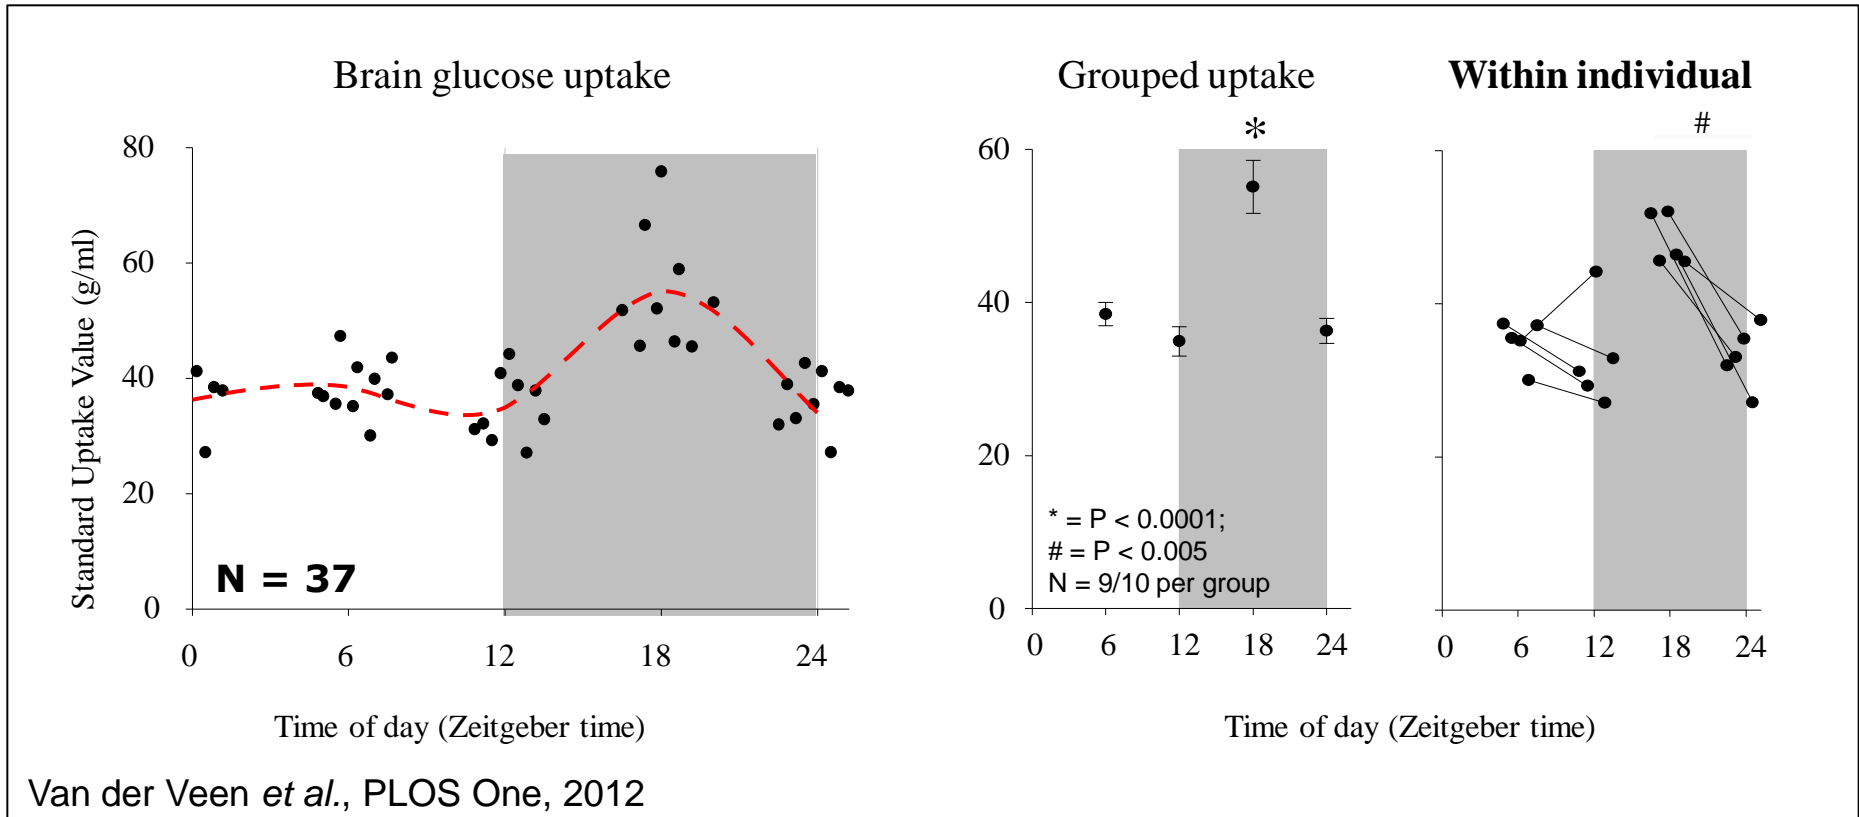 Brain glucose uptake
Standard Uptake Value (g/ml)
80
60
40
20
0
N = 37
0 6 12 18 24
Time of day (Zeitgeber time)
Grouped uptake
*
60
40
20
0
* = P < 0.0001;
# = P < 0.005
N = 9/10 per group
0 6 12 18 24
Within individual
#
0 6 12 18 24
Time of day (Zeitgeber time)
Van der Veen et al., PLOS One, 2012